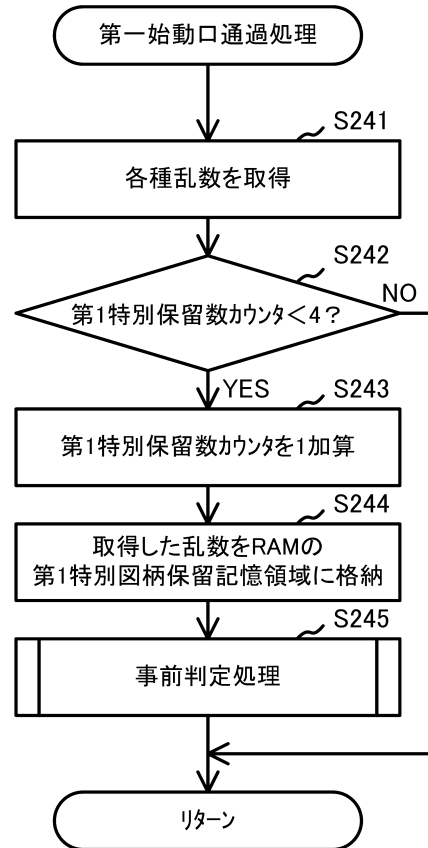 第一始動口通過処理
S241
各種乱数を取得
S242
第1特別保留数カウンタ<4?
NO
YES
S243
第1特別保留数カウンタを1加算
S244
取得した乱数をRAMの
第1特別図柄保留記憶領域に格納
S245
事前判定処理
リターン